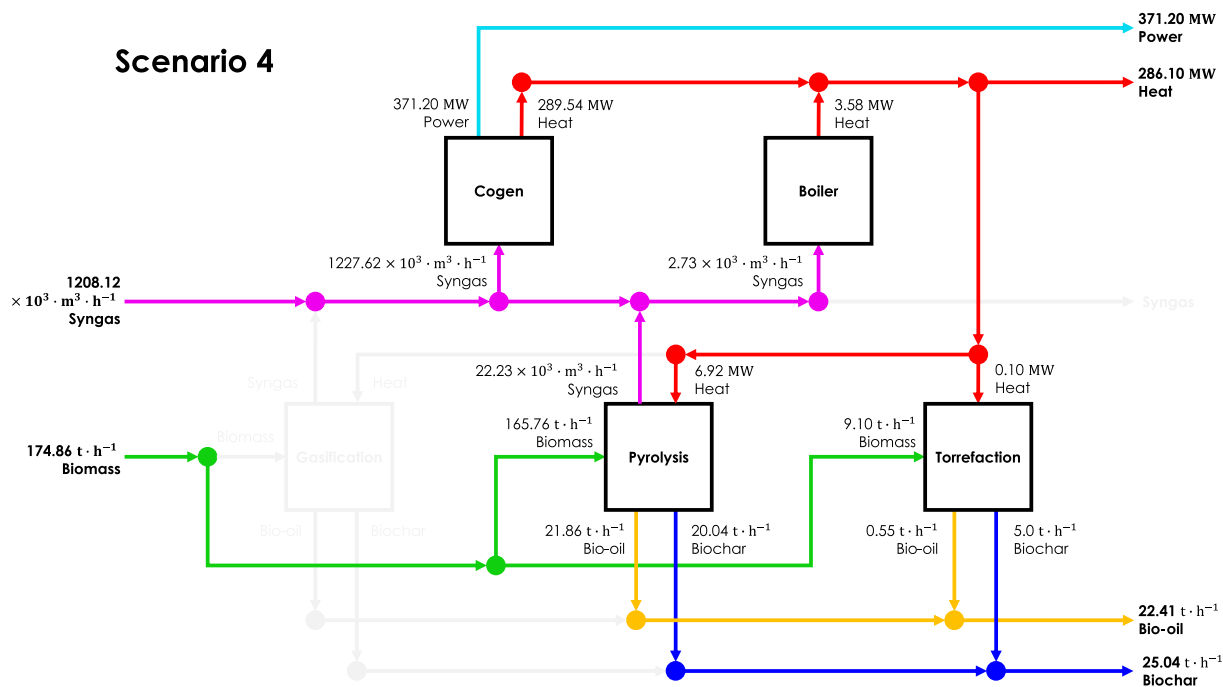 371.20 MW
Power
Scenario 4
286.10 MW
Heat
371.20 MW
Power
289.54 MW
Heat
3.58 MW
Heat
Cogen
Boiler
1227.62 × 10³ · m³ · h⁻¹
Syngas
2.73 × 10³ · m³ · h⁻¹
Syngas
1208.12
× 10³ · m³ · h⁻¹
Syngas
Syngas
Syngas
Heat
22.23 × 10³ · m³ · h⁻¹
Syngas
6.92 MW
Heat
0.10 MW
Heat
174.86 t · h⁻¹
Biomass
Biomass
Gasification
165.76 t · h⁻¹
Biomass
Pyrolysis
9.10 t · h⁻¹
Biomass
Torrefaction
Bio-oil
Biochar
21.86 t · h⁻¹
Bio-oil
20.04 t · h⁻¹
Biochar
0.55 t · h⁻¹
Bio-oil
5.0 t · h⁻¹
Biochar
22.41 t · h⁻¹
Bio-oil
25.04 t · h⁻¹
Biochar